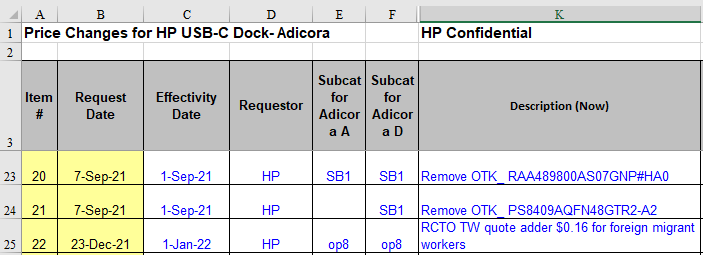 A B C D E F K
1 Price Changes for HP USB-C Dock- Adicora HP Confidential
2
Subcat Subcat
Item Request Effectivity for for
# Date Date Requestor Adicor Adicor Description (Now)
3 a A a D
23 20 7-Sep-21 1-Sep-21 HP SB1 SB1 Remove OTK_ RAA489800AS07GNP#HA0
24 21 7-Sep-21 1-Sep-21 HP SB1 Remove OTK_ PS8409AQFN48GTR2-A2
RCTO TW quote adder $0.16 for foreign migrant
25 22 23-Dec-21 1-Jan-22 HP op8 op8 workers